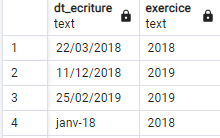 dt_ecriture exercice
text text
1 22/03/2018 2018
2 11/12/2018 2019
3 25/02/2019 2019
4 janv-18 2018